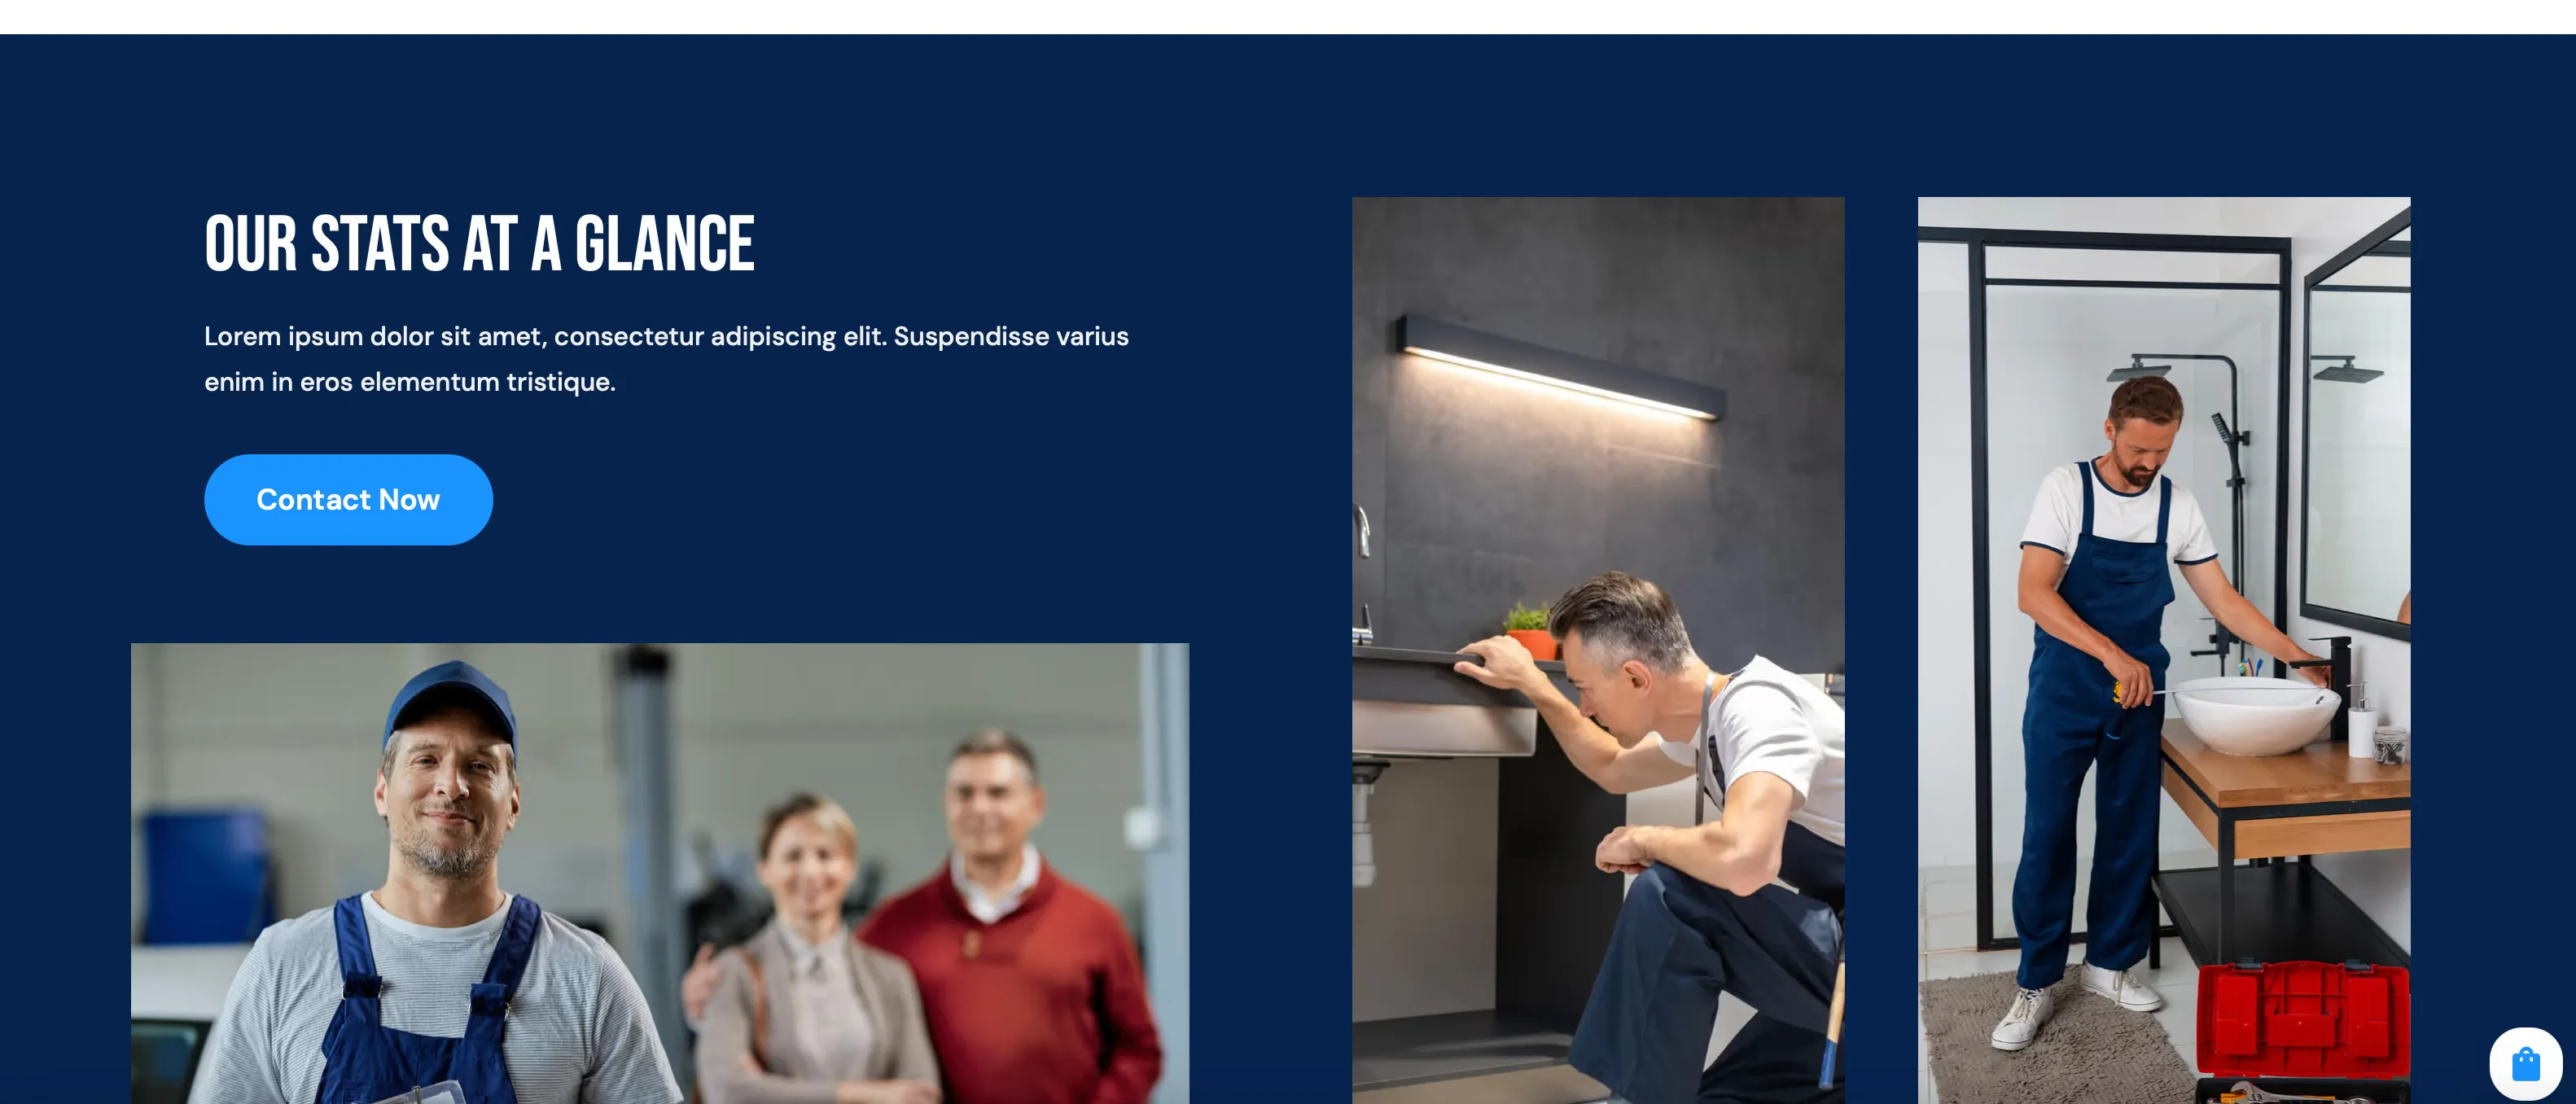 OUR STATS AT A GLANCE
Lorem ipsum dolor sit amet, consectetur adipiscing elit. Suspendisse varius
enim in eros elementum tristique.
Contact Now